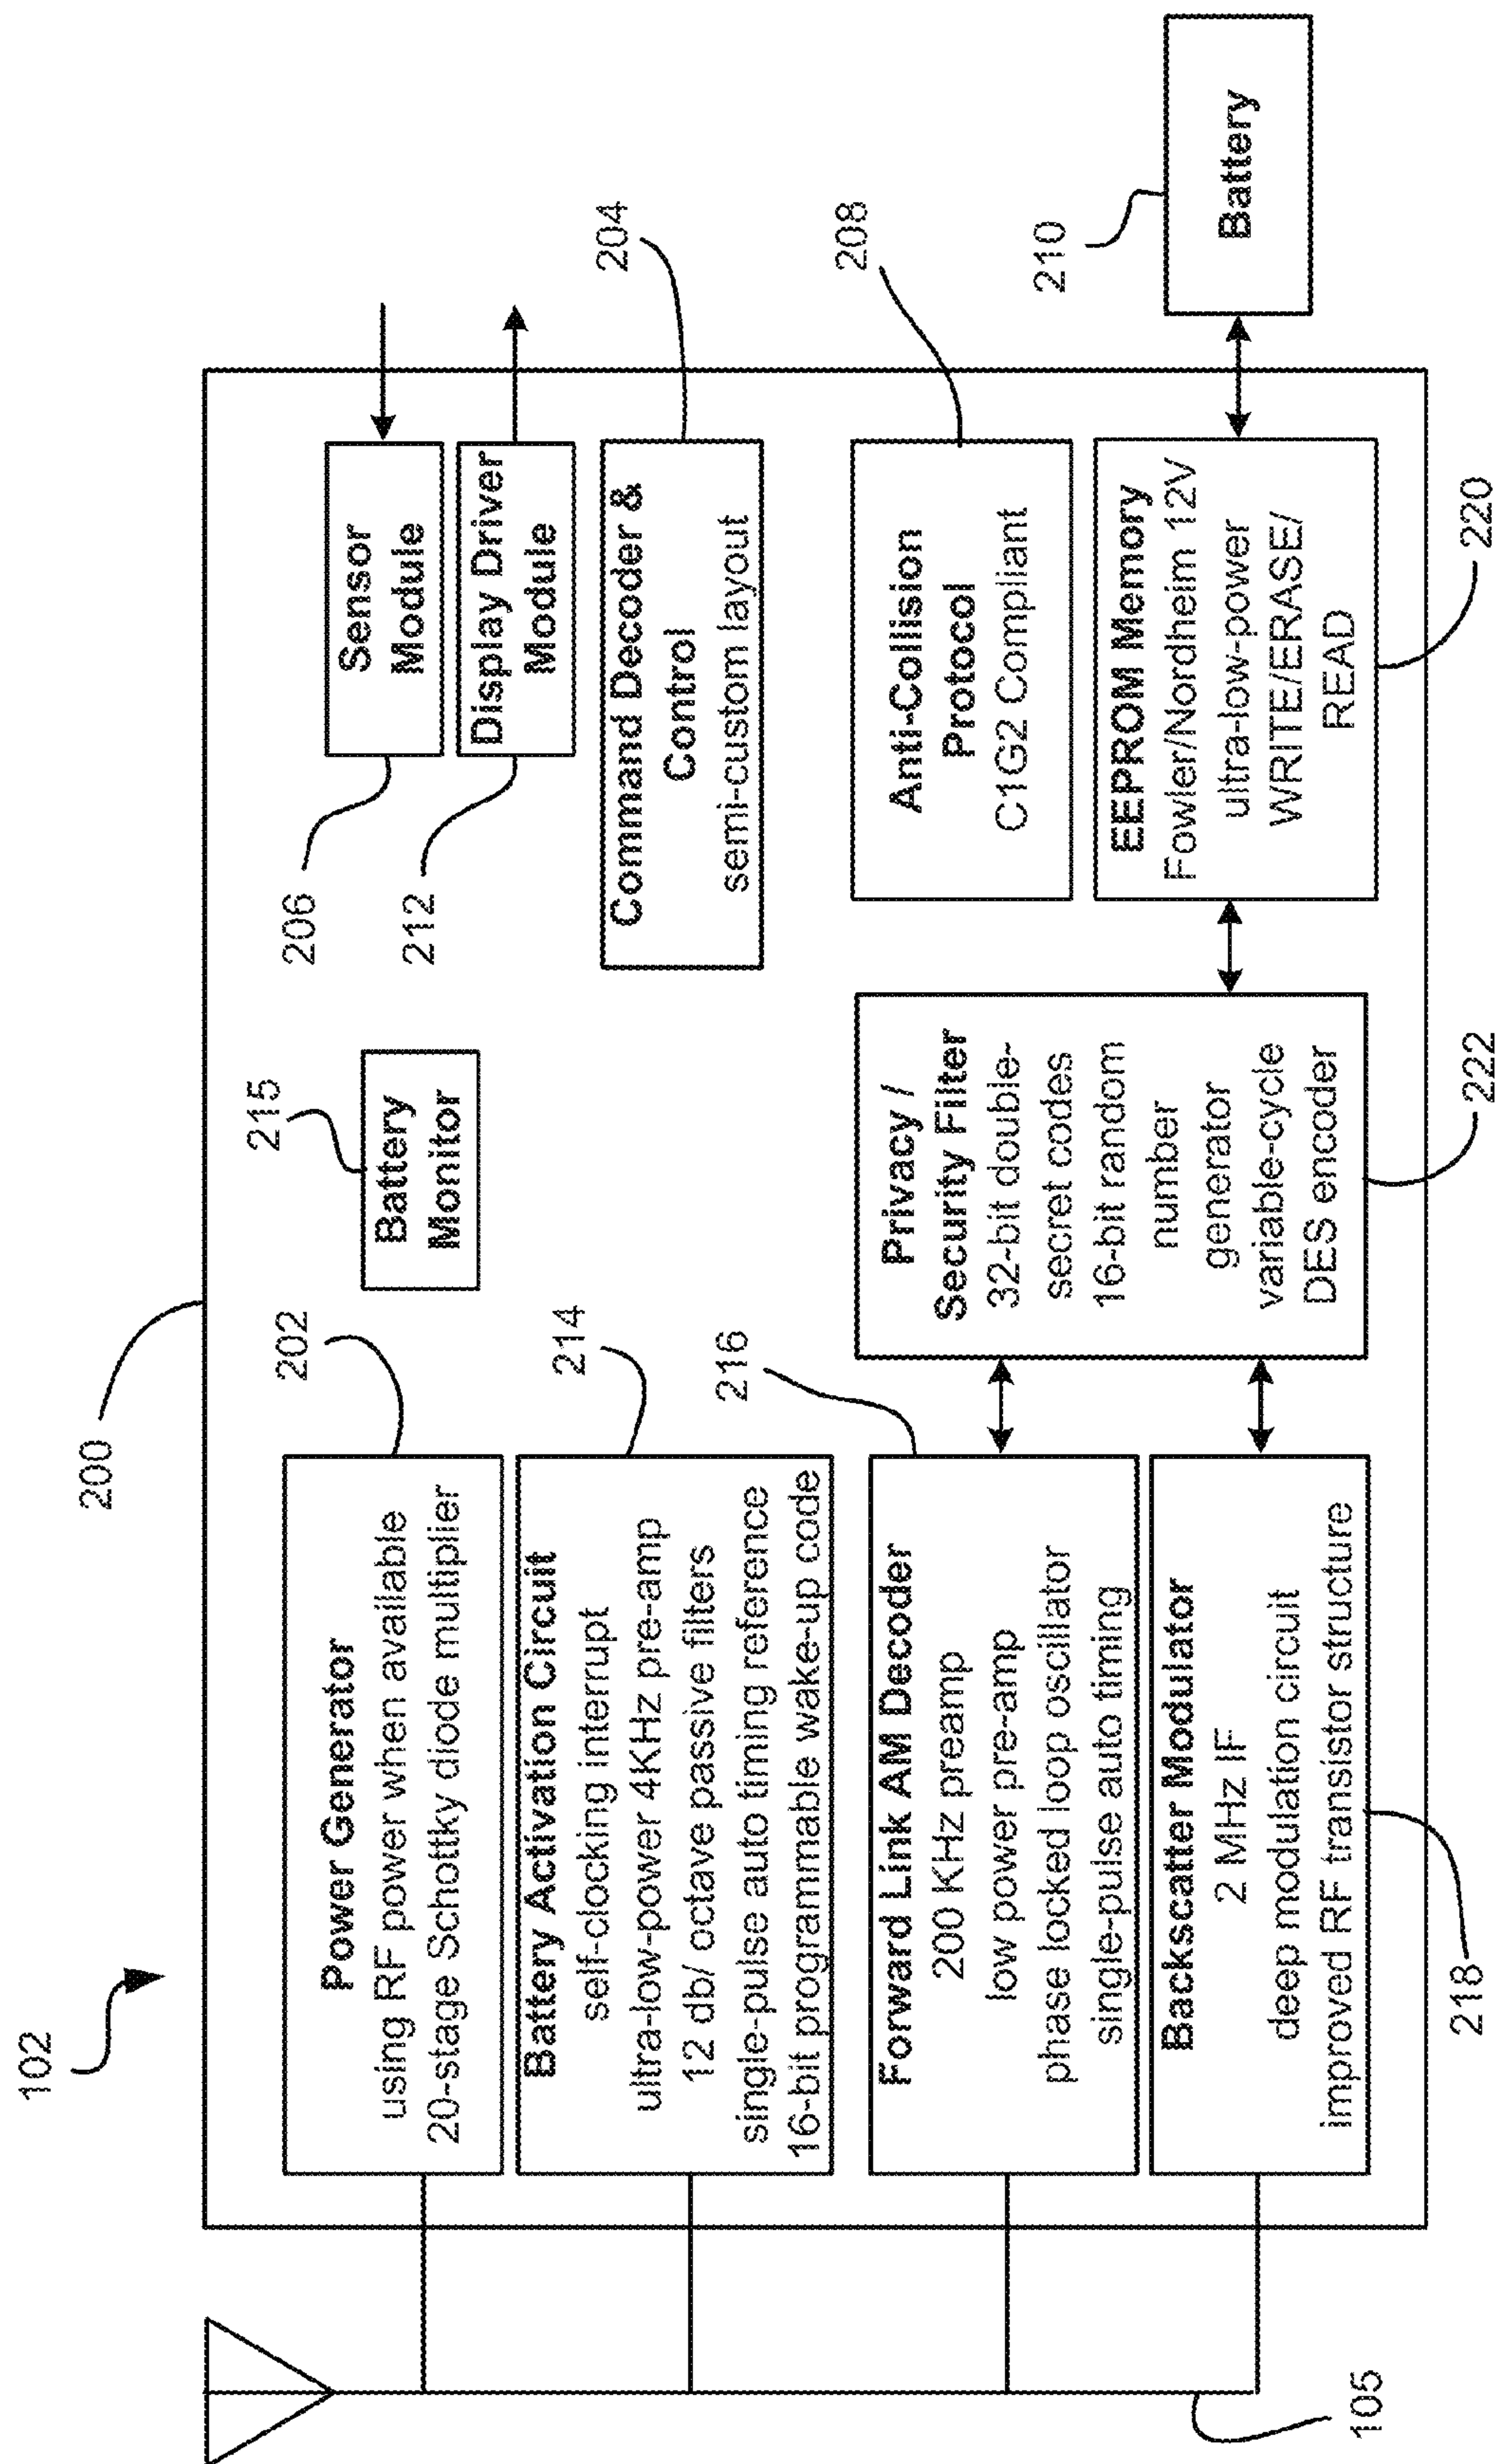 102
200
105
202
Power Generator
using RF power when available
20-stage Schottky diode multiplier
214
Battery Activation Circuit
self-clocking interrupt
ultra-low-power 4KHz pre-amp
12 db/ octave passive filters
single-pulse auto timing reference
16-bit programmable wake-up code
216
Forward Link AM Decoder
200 KHz preamp
low power pre-amp
phase locked loop oscillator
single-pulse auto timing
Backscatter Modulator
2 MHz IF
deep modulation circuit
improved RF transistor structure
218
215
Battery
Monitor
Privacy /
Security Filter
32-bit double-
secret codes
16-bit random
number
generator
variable-cycle
DES encoder
222
206
Sensor
Module
212
Display Driver
Module
204
Command Decoder &
Control
semi-custom layout
208
Anti-Collision
Protocol
C1G2 Compliant
EEPROM Memory
Fowler/Nordheim 12V
ultra-low-power
WRITE/ERASE/
READ
220
210
Battery